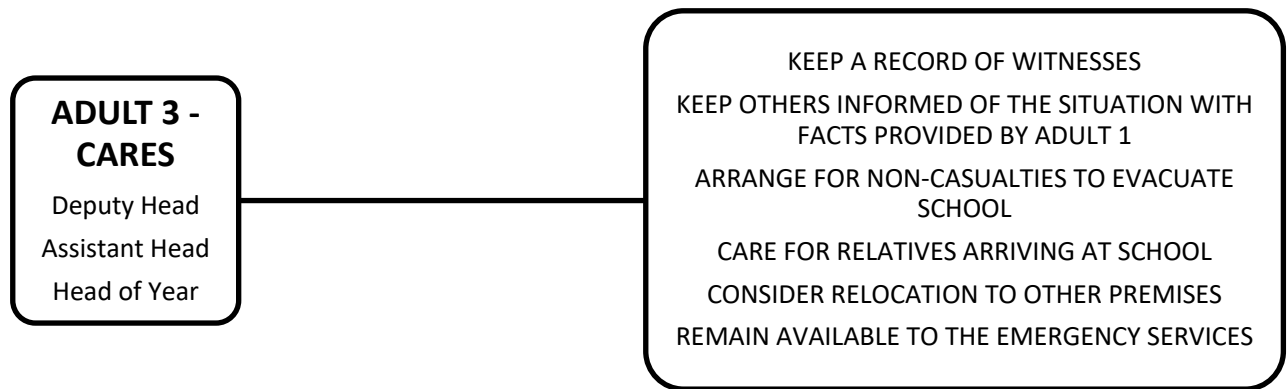 ADULT 3 -
CARES
Deputy Head
Assistant Head
Head of Year
KEEP A RECORD OF WITNESSES
KEEP OTHERS INFORMED OF THE SITUATION WITH
FACTS PROVIDED BY ADULT 1
ARRANGE FOR NON-CASUALTIES TO EVACUATE
SCHOOL
CARE FOR RELATIVES ARRIVING AT SCHOOL
CONSIDER RELOCATION TO OTHER PREMISES
REMAIN AVAILABLE TO THE EMERGENCY SERVICES